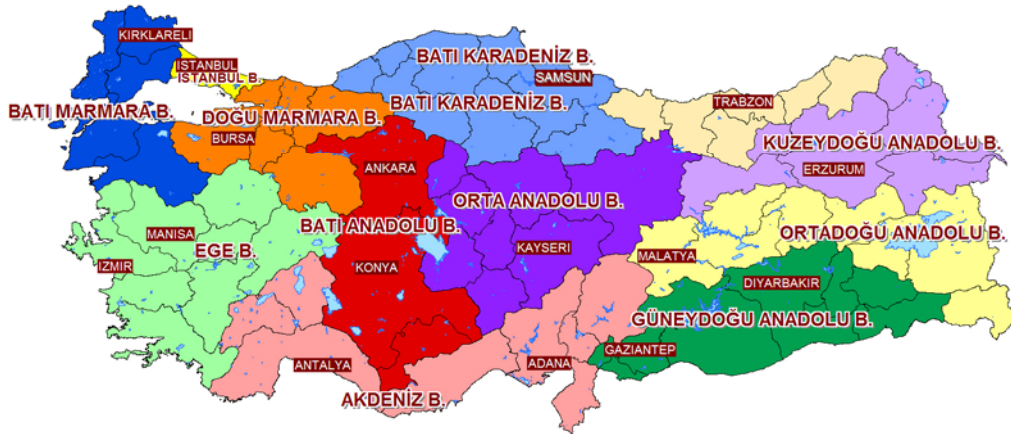 KIRKLARELİ
İSTANBUL
İSTANBUL B.
BATI KARADENİZ B.
SAMSUN
BATI MARMARA B.
DOĞU MARMARA B.
BATI KARADENİZ B.
TRABZON
BURSA
KUZEYDOĞU ANADOLU B.
ANKARA
ERZURUM
ORTA ANADOLU B.
MANİSA
BATI ANADOLU B.
ORTADOĞU ANADOLU B.
EGE B.
KAYSERİ
MALATYA
İZMİR
KONYA
DİYARBAKIR
GÜNEYDOĞU ANADOLU B.
GAZİANTEP
ANTALYA
ADANA
AKDENİZ B.